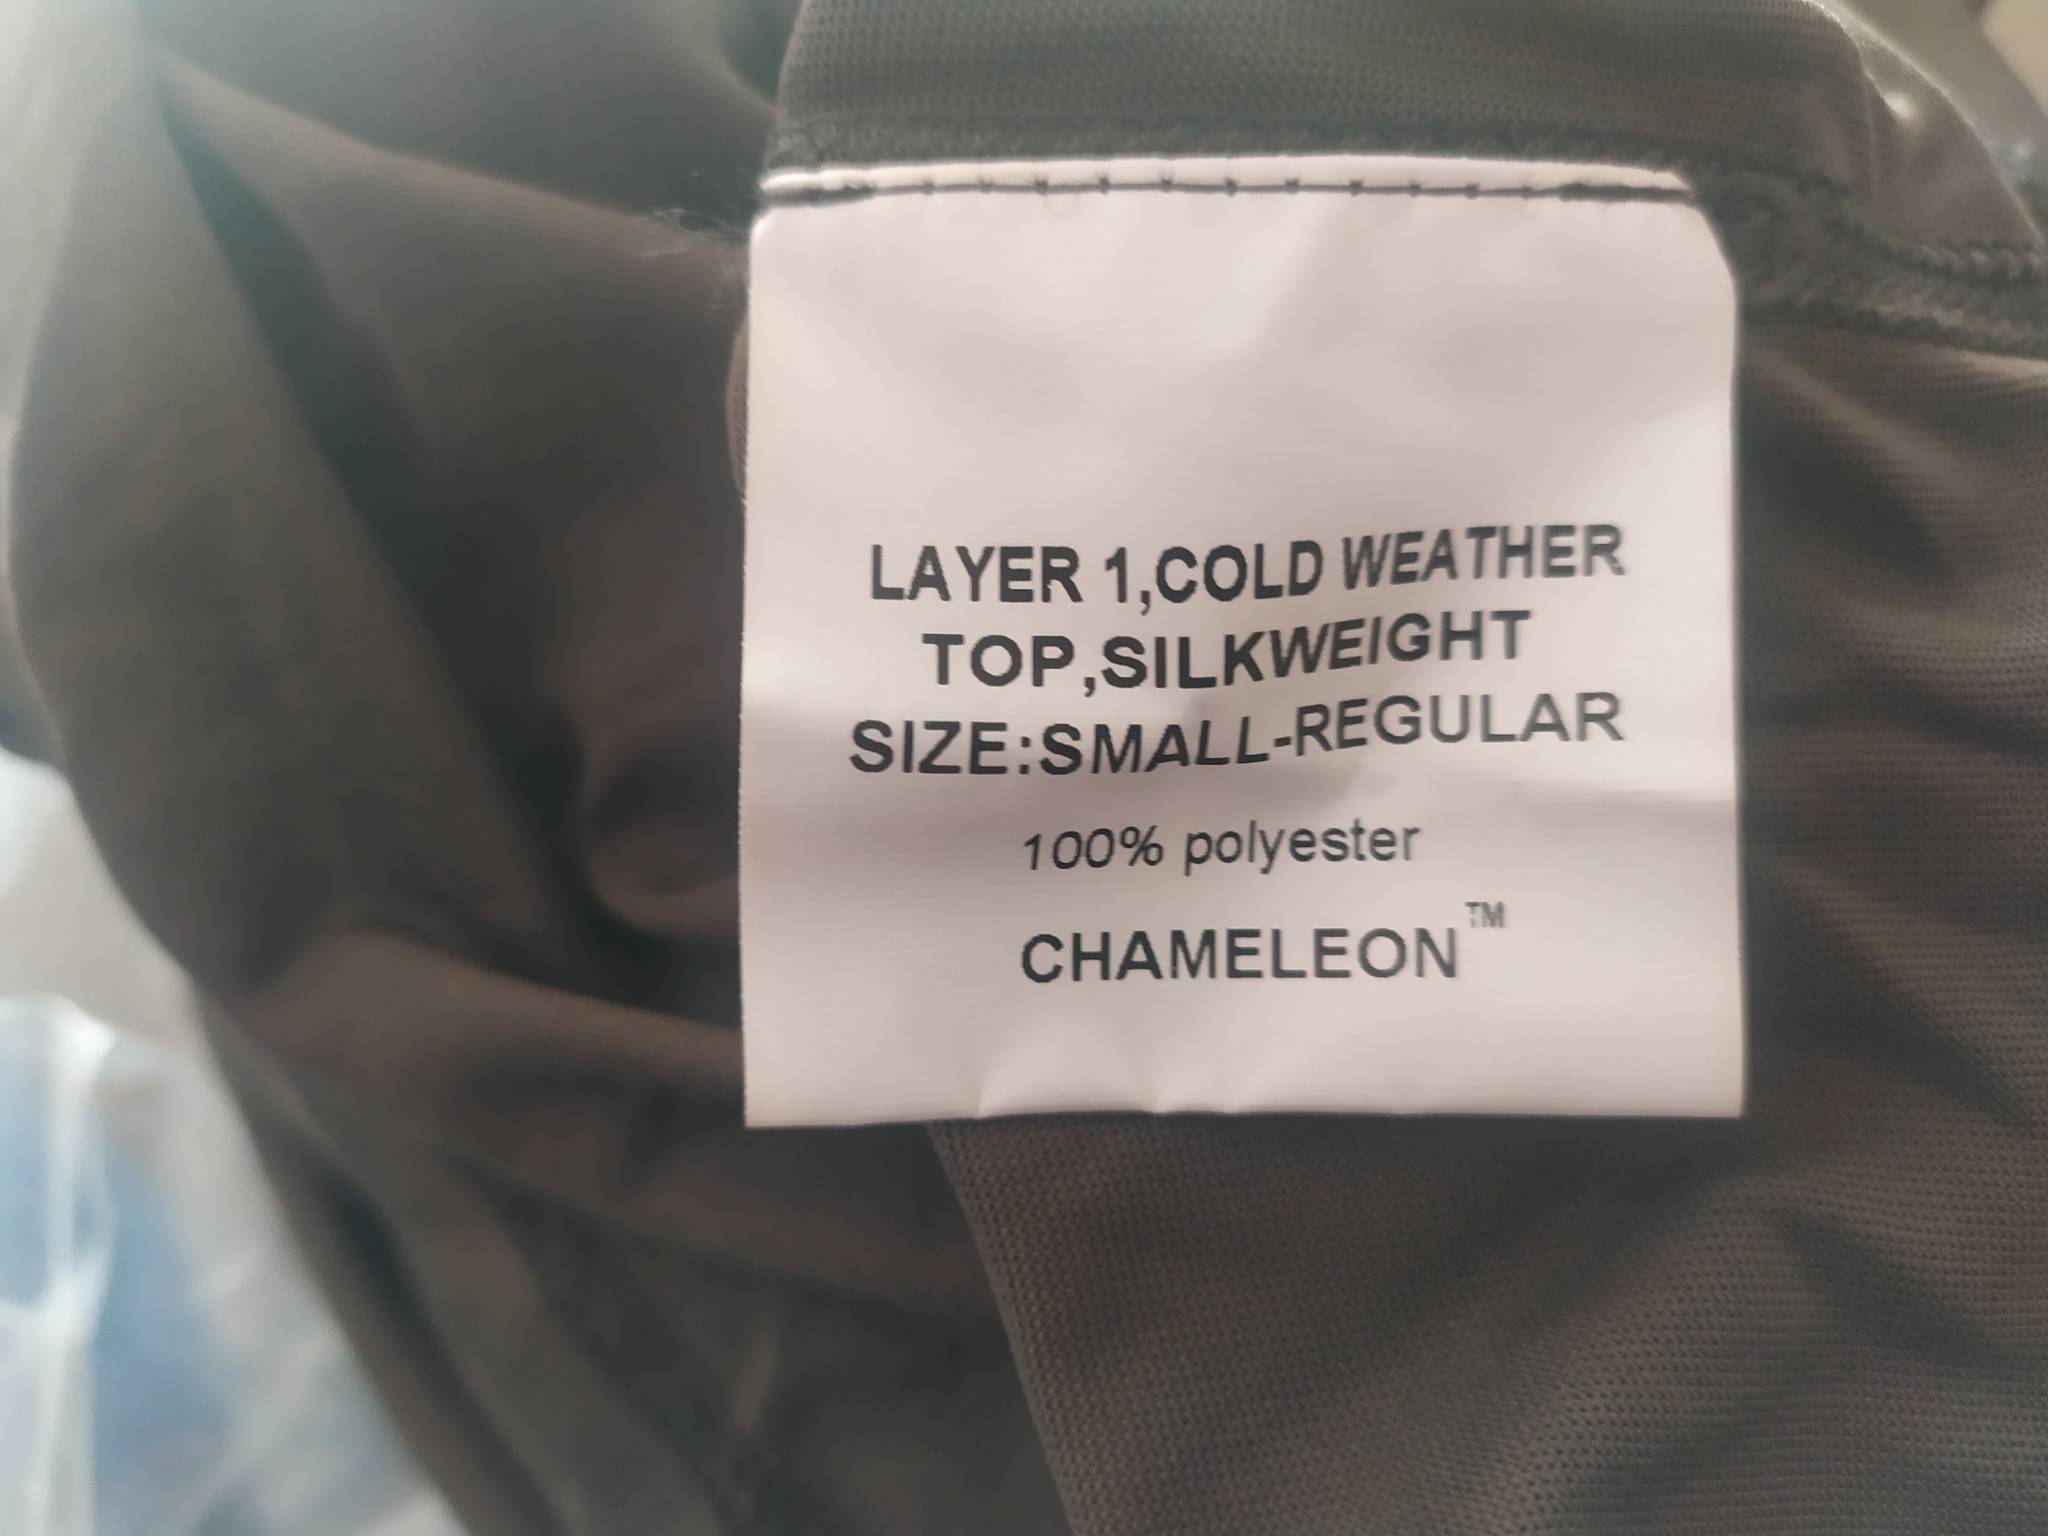 LAYER 1,COLD WEATHER
TOP,SILKWEIGHT
SIZE:SMALL-REGULAR
100% polyester
CHAMELEON™